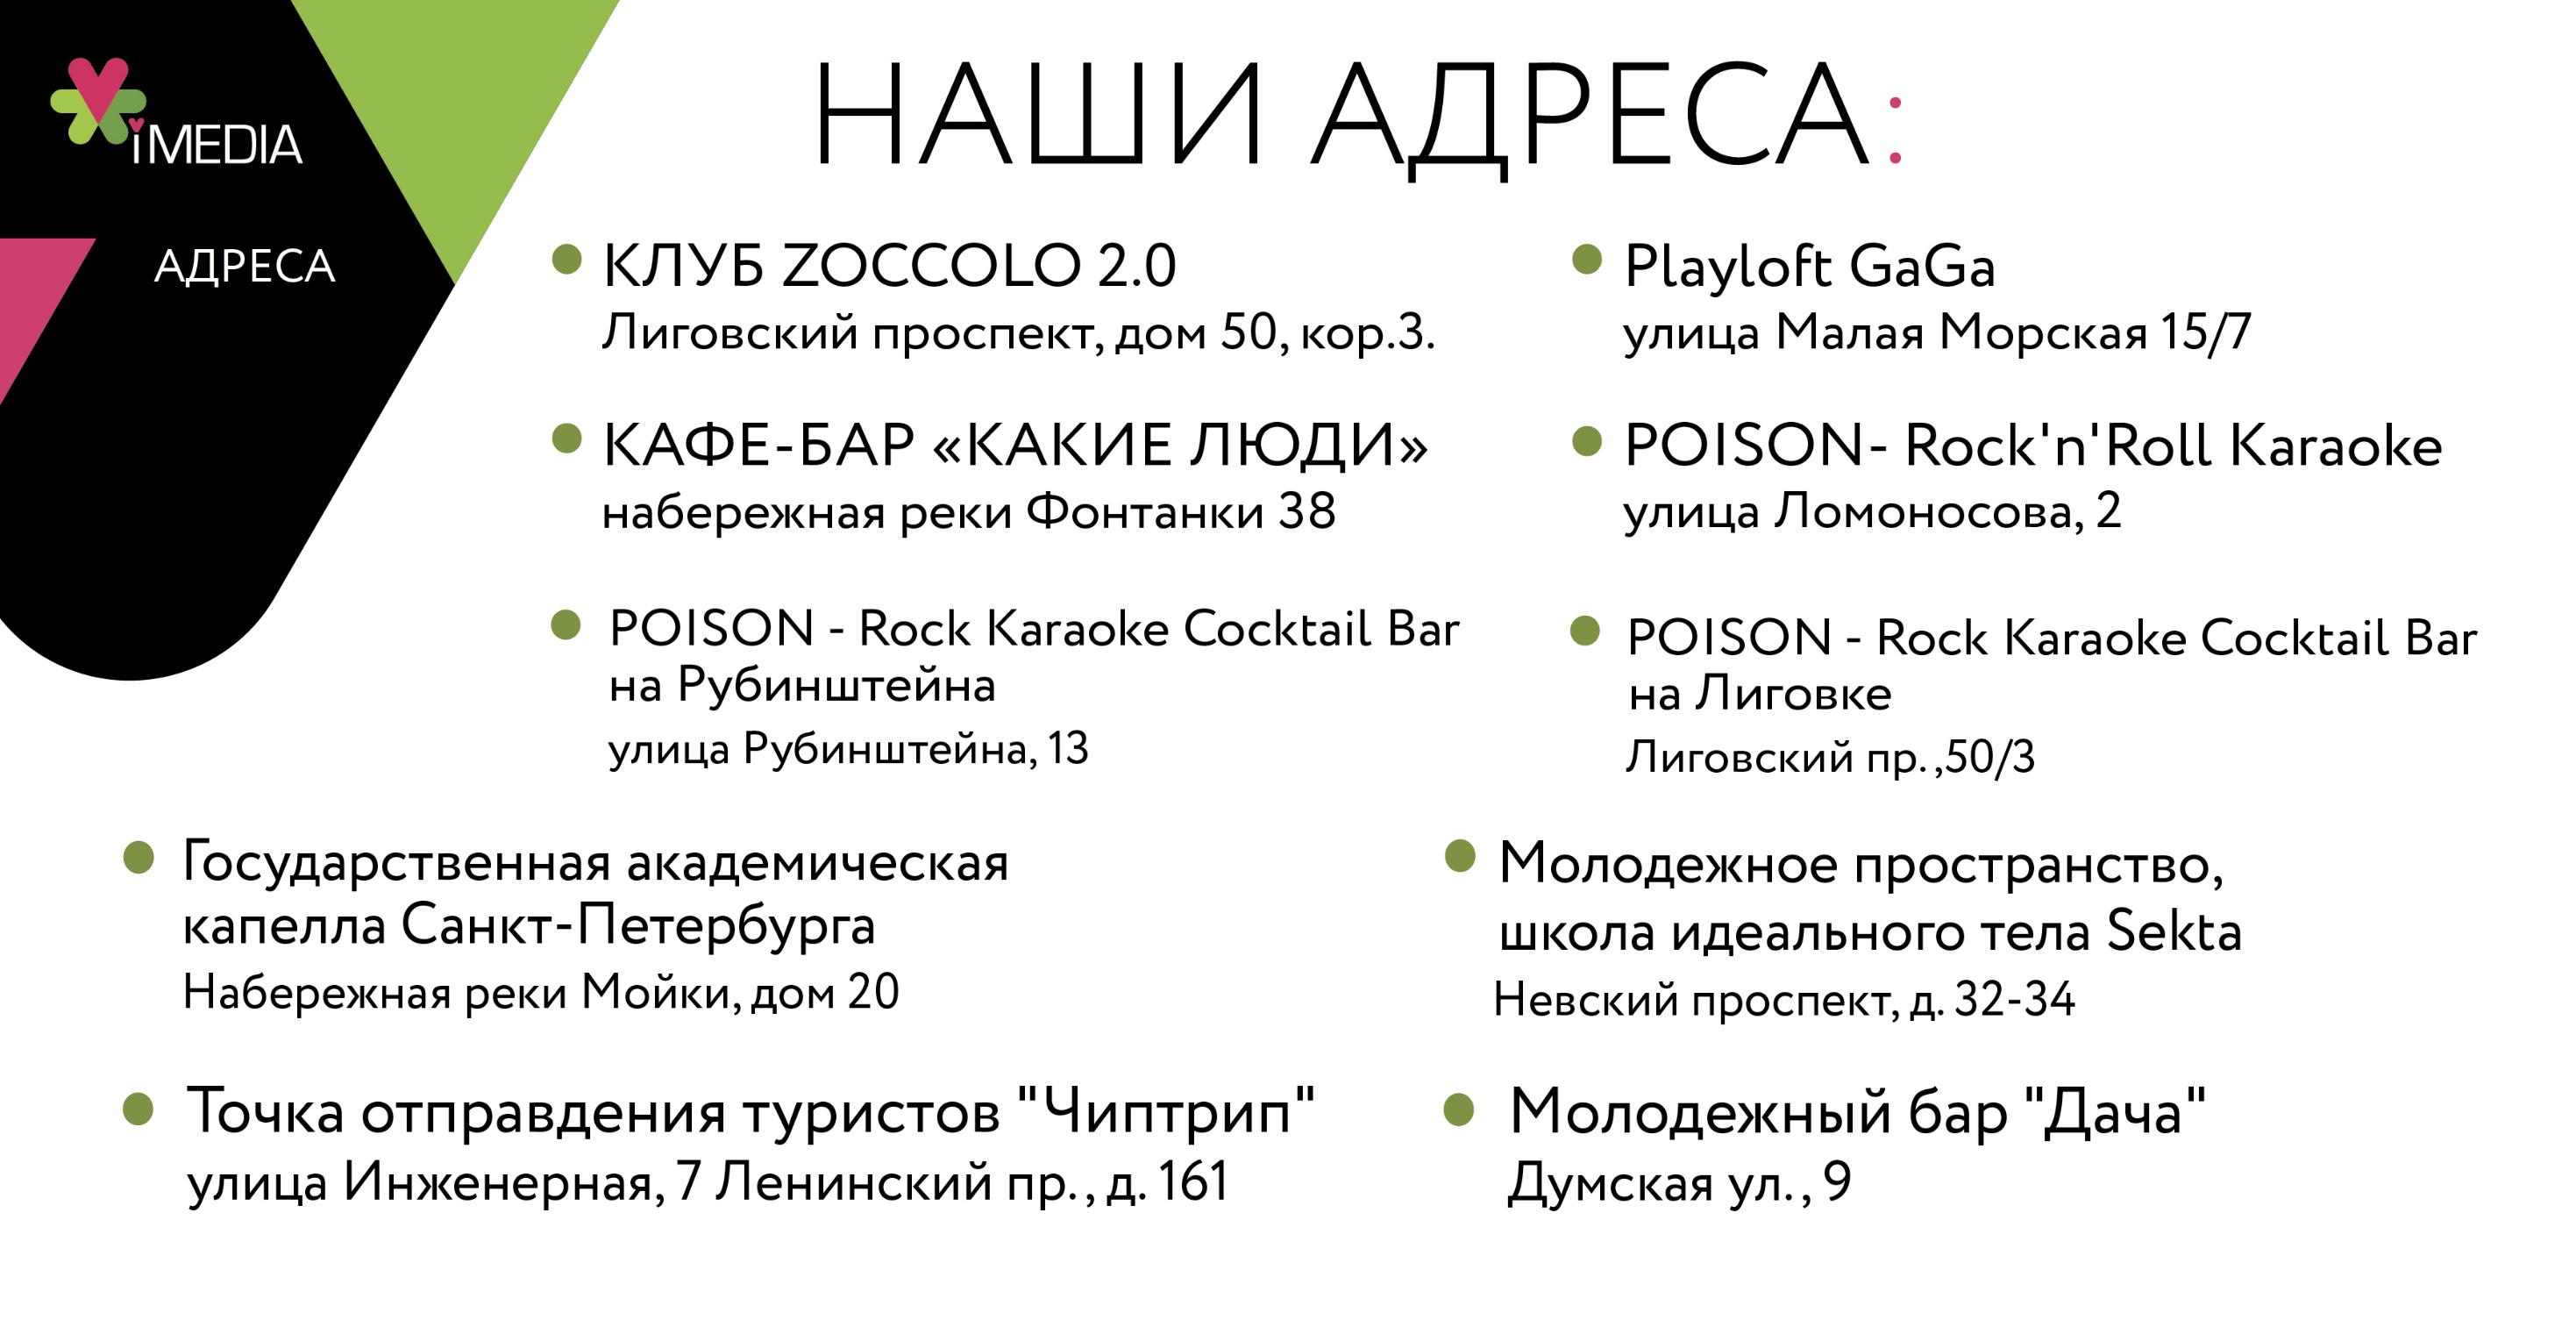 iMEDIA
АДРЕСА
НАШИ АДРЕСА:
КЛУБ ZOCCOLO 2.0
Лиговский проспект, дом 50, кор.3.
Playloft GaGa
улица Малая Морская 15/7
КАФЕ-БАР «КАКИЕ ЛЮДИ»
набережная реки Фонтанки 38
POISON- Rock'n'Roll Karaoke
улица Ломоносова, 2
POISON - Rock Karaoke Cocktail Bar
на Рубинштейна
улица Рубинштейна, 13
POISON - Rock Karaoke Cocktail Bar
на Лиговке
Лиговский пр.,50/3
Государственная академическая
капелла Санкт-Петербурга
Набережная реки Мойки, дом 20
Молодежное пространство,
школа идеального тела Sekta
Невский проспект, д. 32-34
Точка отправдения туристов "Чиптрип"
улица Инженерная, 7 Ленинский пр., д. 161
Молодежный бар "Дача"
Думская ул., 9